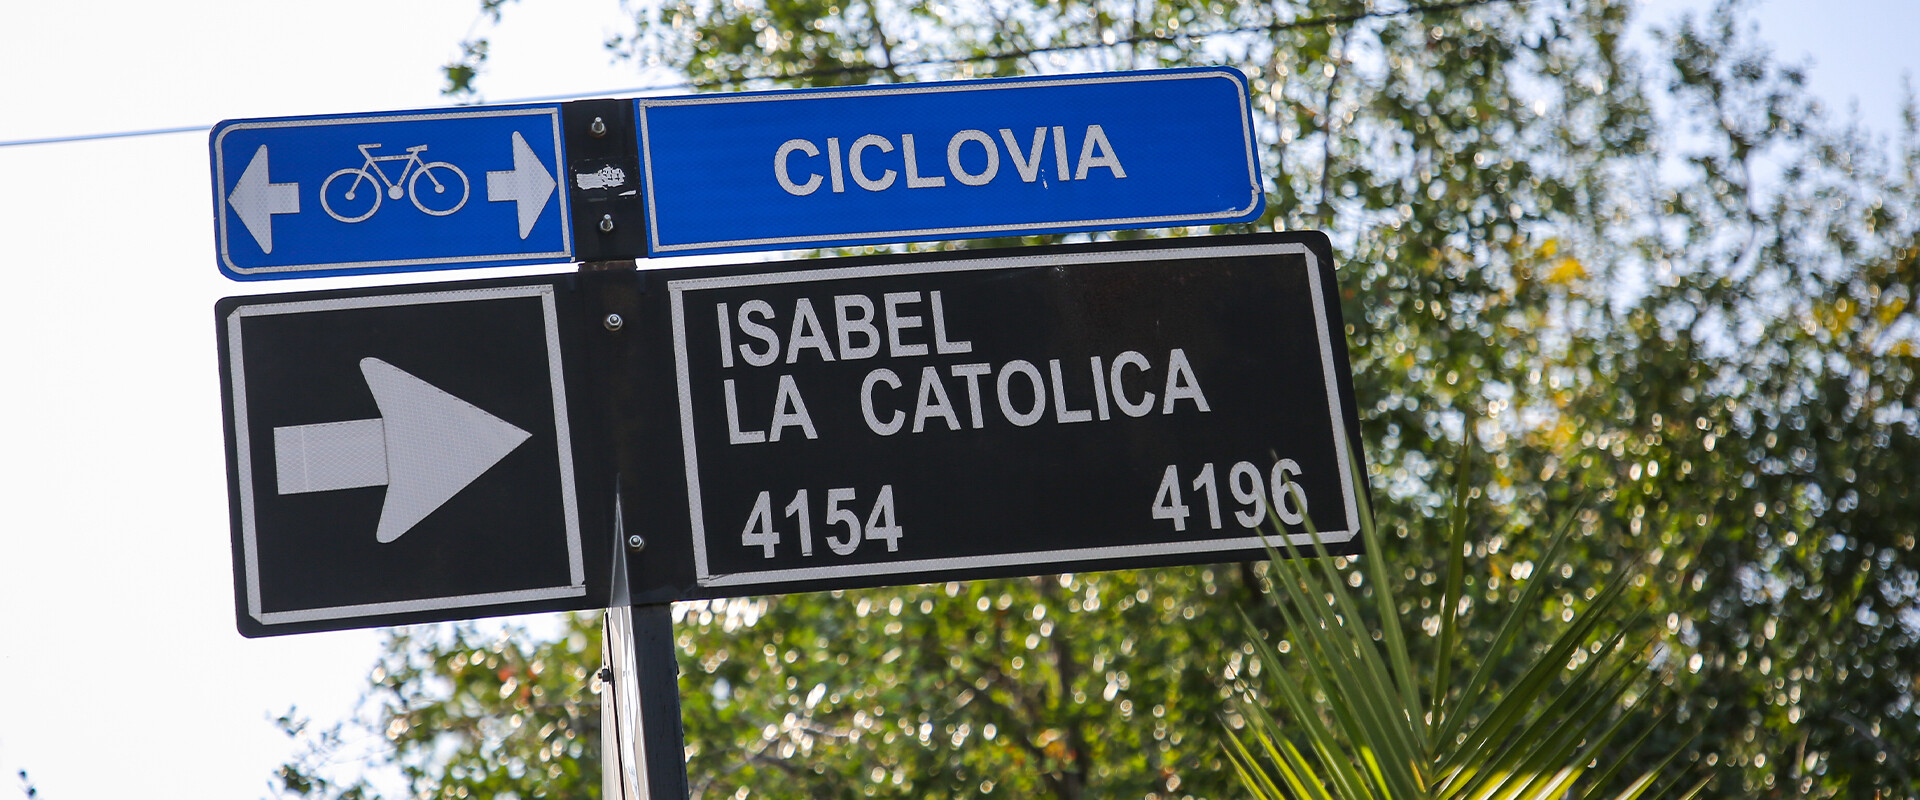 CICLOVIA
ISABEL
LA CATOLICA
4154 4196